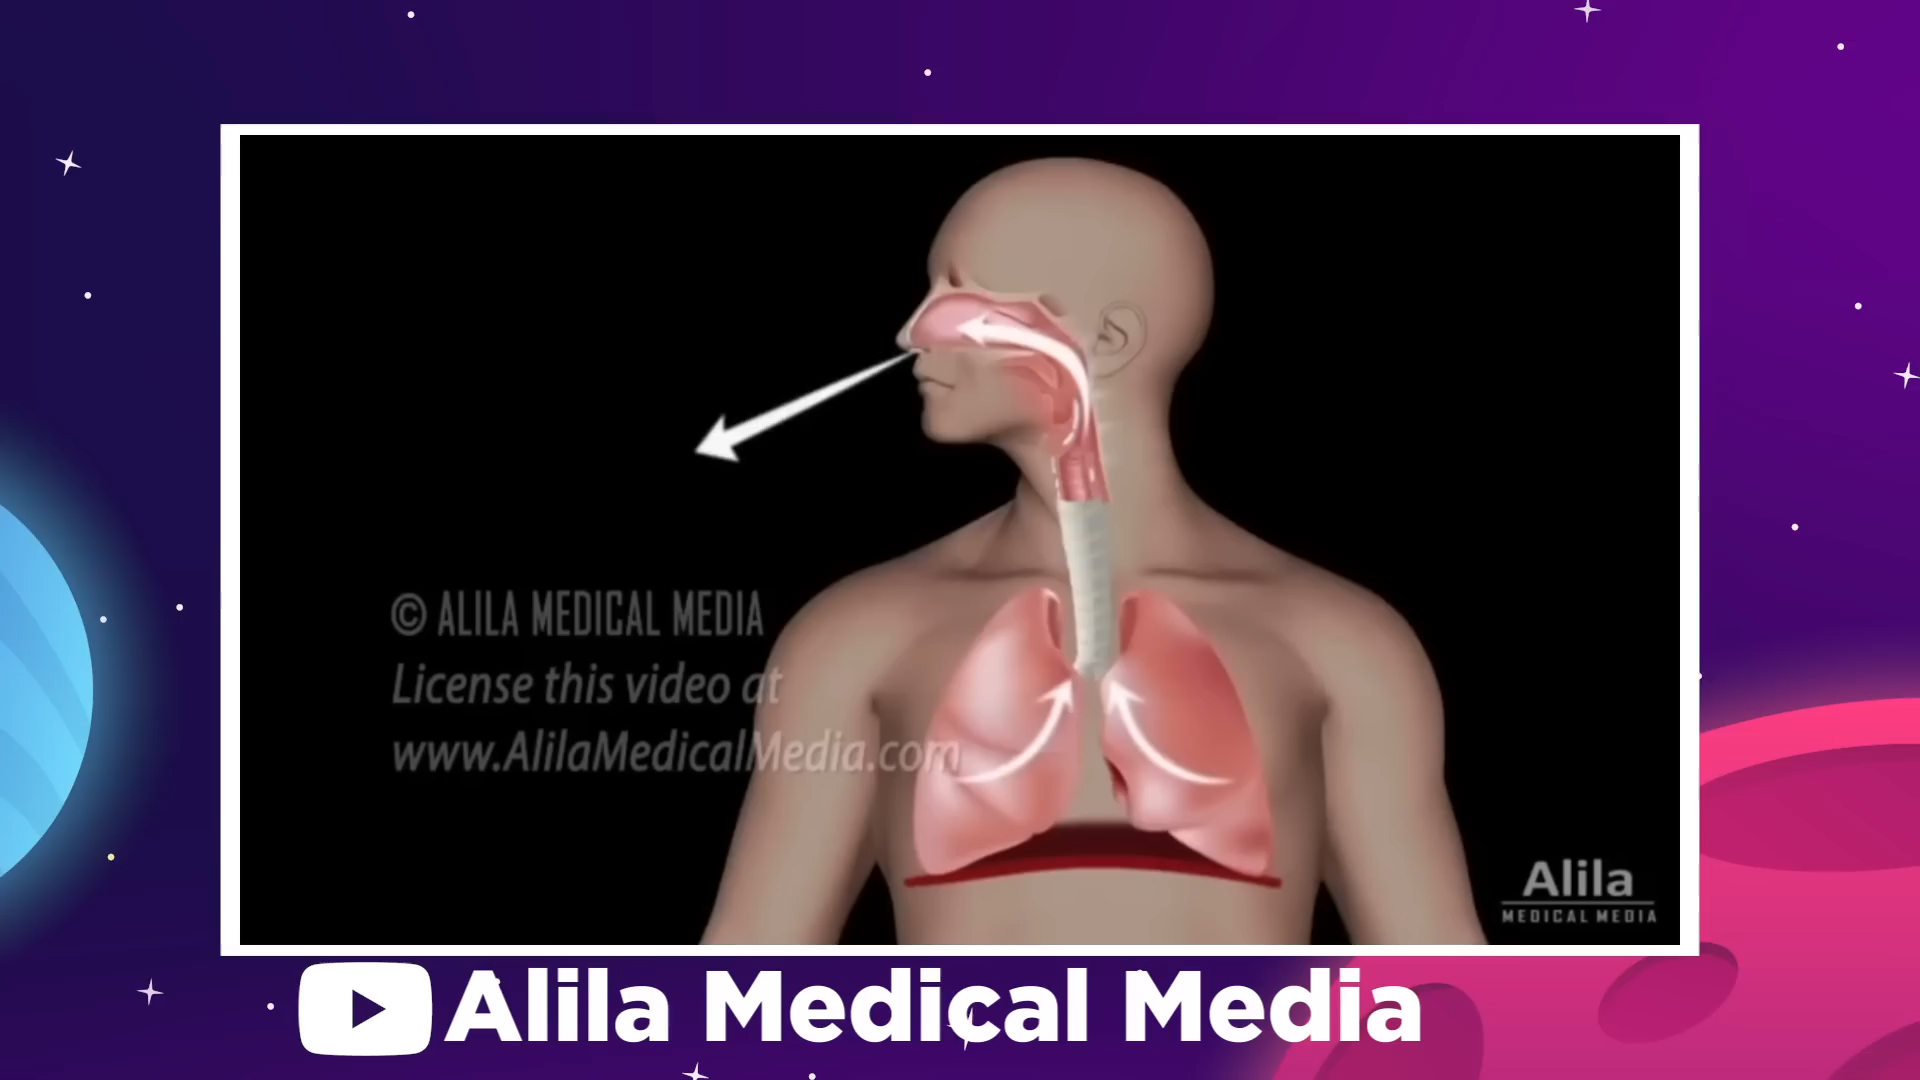 © ALILA MEDICAL MEDIA
License this video at
www.AlilaMedicalMedia.com
Alila
MEDICAL MEDIA
Alila Medical Media